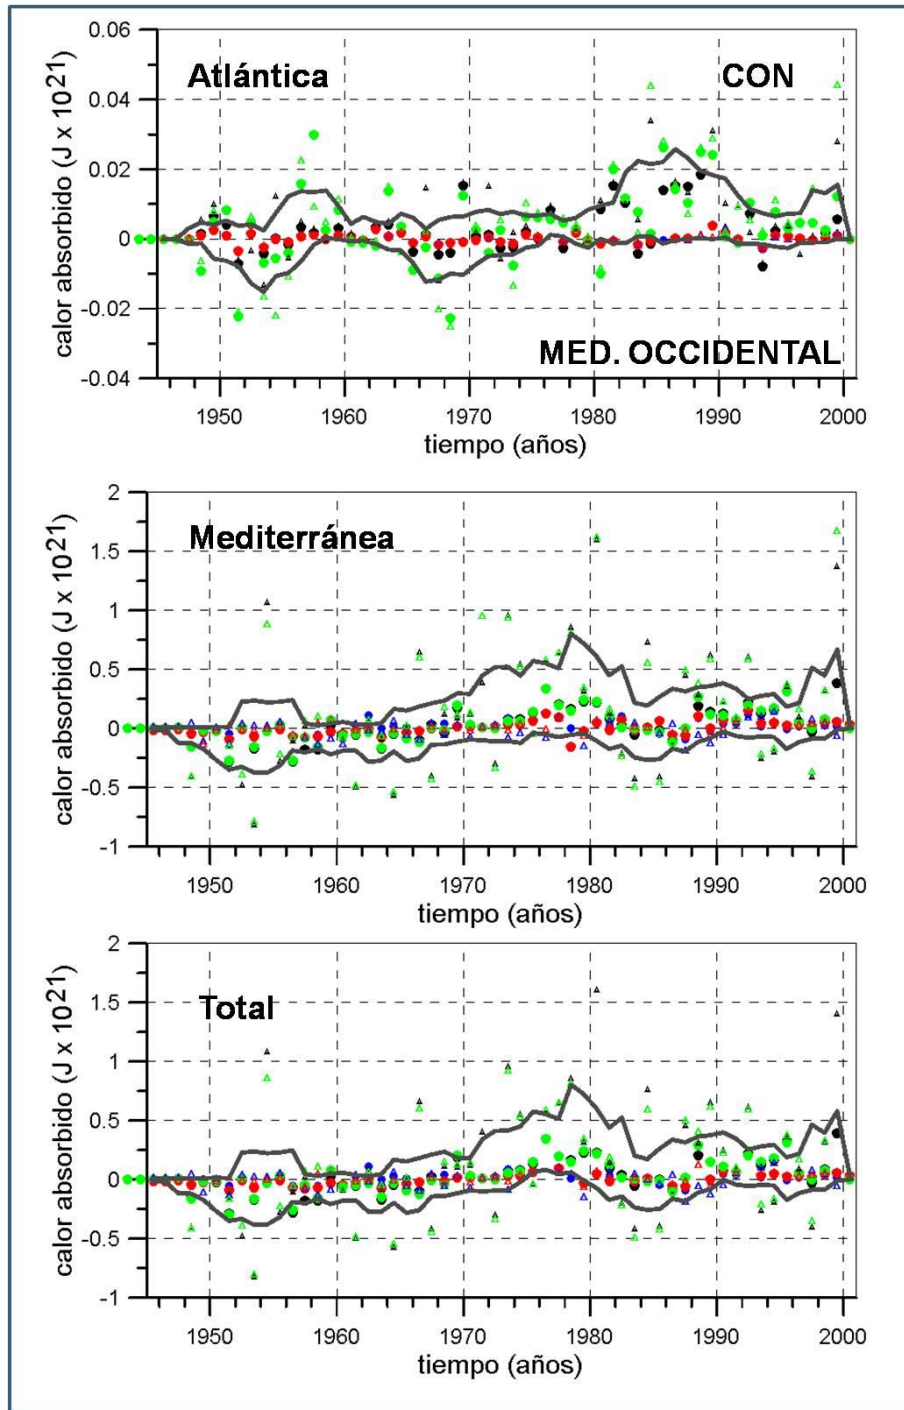 0.06
Atlántica
CON
0.04
0.02
0
-0.02
MED. OCCIDENTAL
-0.04
calor absorbido (J x 10²¹)
1950 1960 1970 1980 1990 2000
tiempo (años)
2
Mediterránea
1.5
1
0.5
0
-0.5
-1
calor absorbido (J x 10²¹)
1950 1960 1970 1980 1990 2000
tiempo (años)
2
1.5
Total
1
0.5
0
-0.5
-1
calor absorbido (J x 10²¹)
1950 1960 1970 1980 1990 2000
tiempo (años)